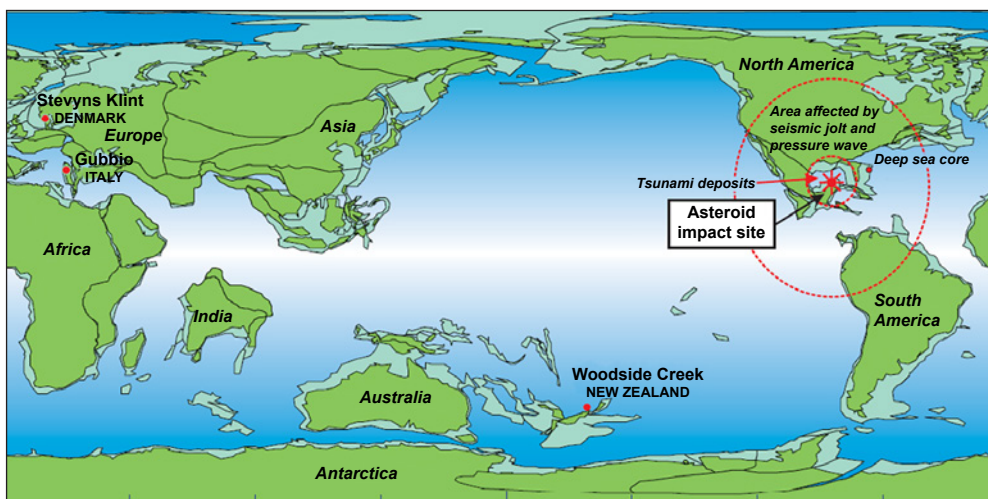 North America
Stevyns Klint
DENMARK
Europe
Asia
Area affected by
seismic jolt and
pressure wave
Gubbio
ITALY
Deep sea core
Tsunami deposits
Asteroid
impact site
Africa
India
South
America
Woodside Creek
NEW ZEALAND
Australia
Antarctica